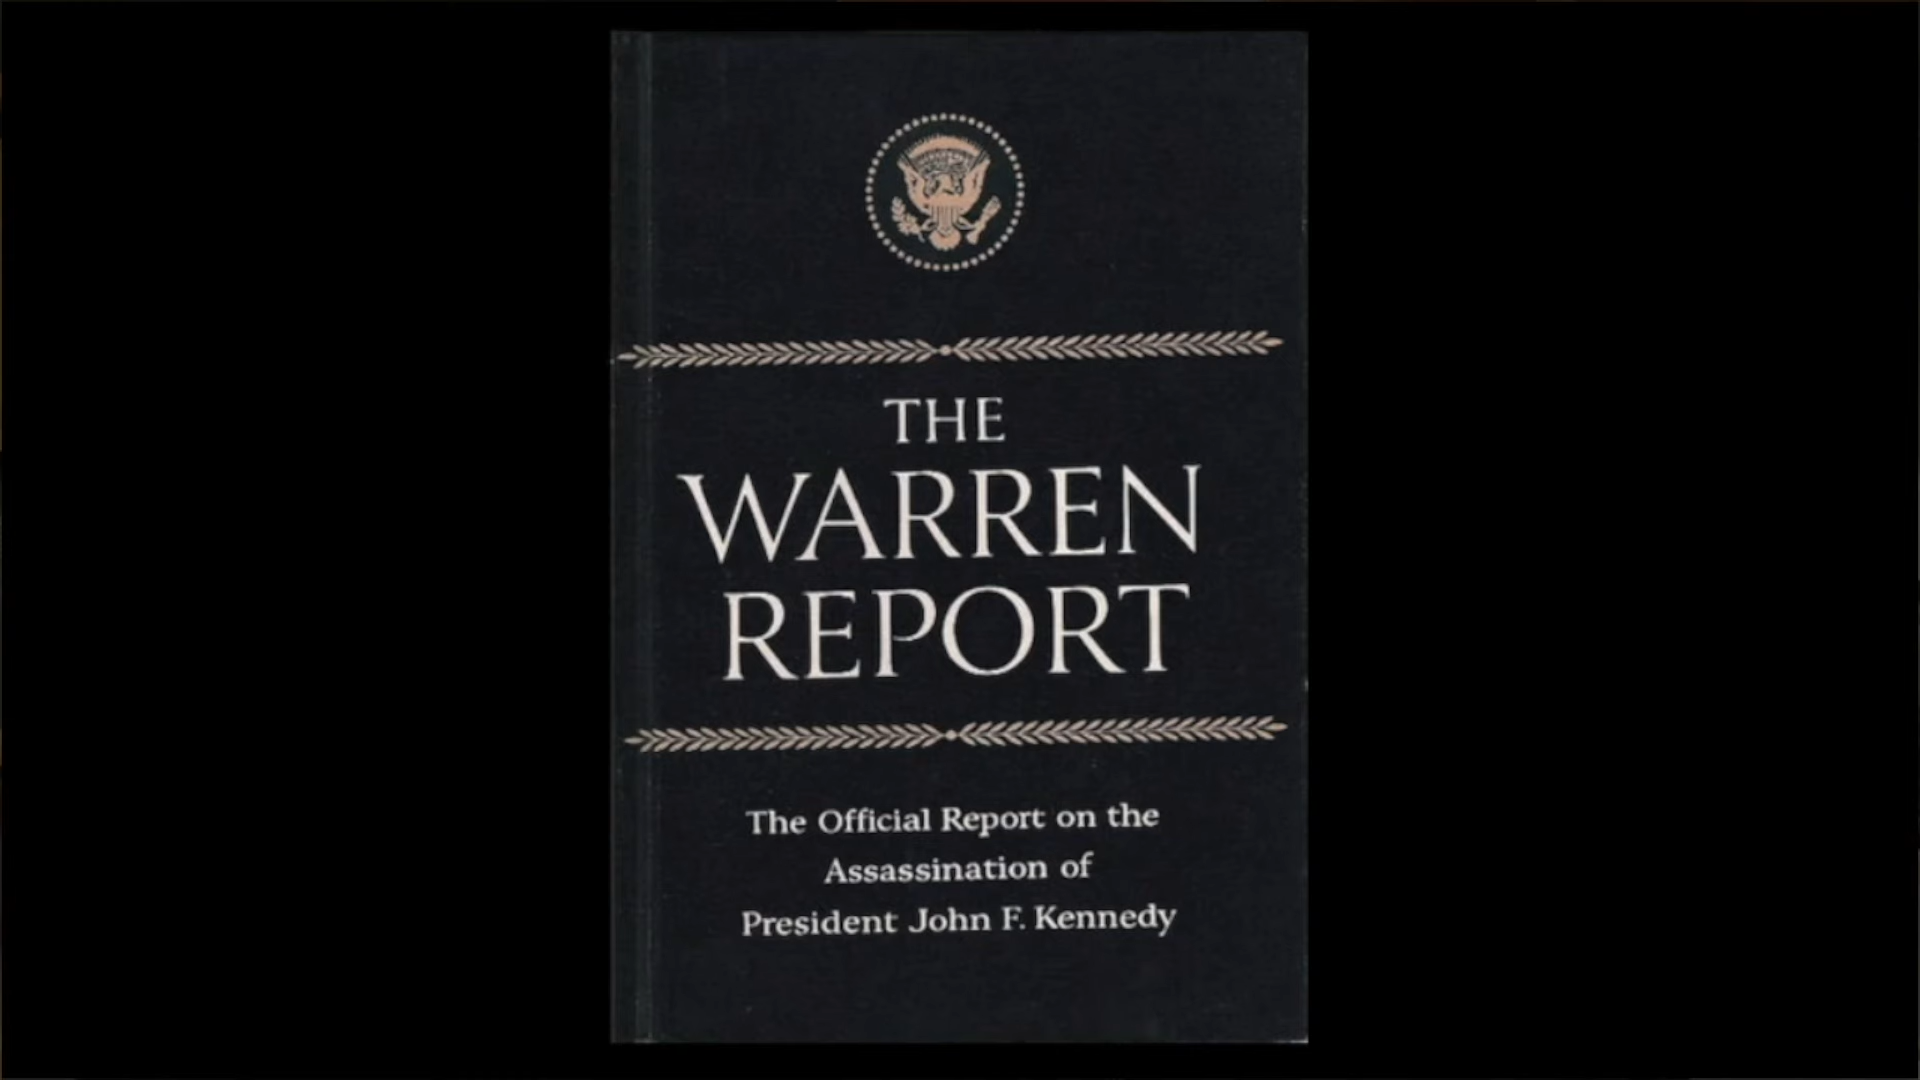 THE
WARREN
REPORT
The Official Report on the
Assassination of
President John F. Kennedy